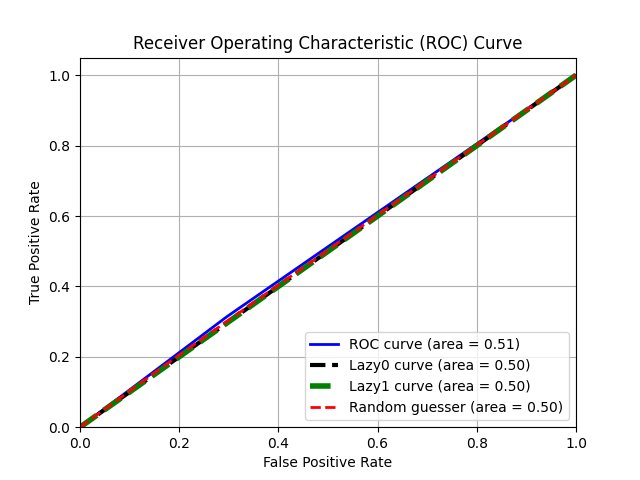 Receiver Operating Characteristic (ROC) Curve
1.0
0.8
0.6
0.4
0.2
0.0
True Positive Rate
ROC curve (area = 0.51)
Lazy0 curve (area = 0.50)
Lazy1 curve (area = 0.50)
Random guesser (area = 0.50)
0.0 0.2 0.4 0.6 0.8 1.0
False Positive Rate